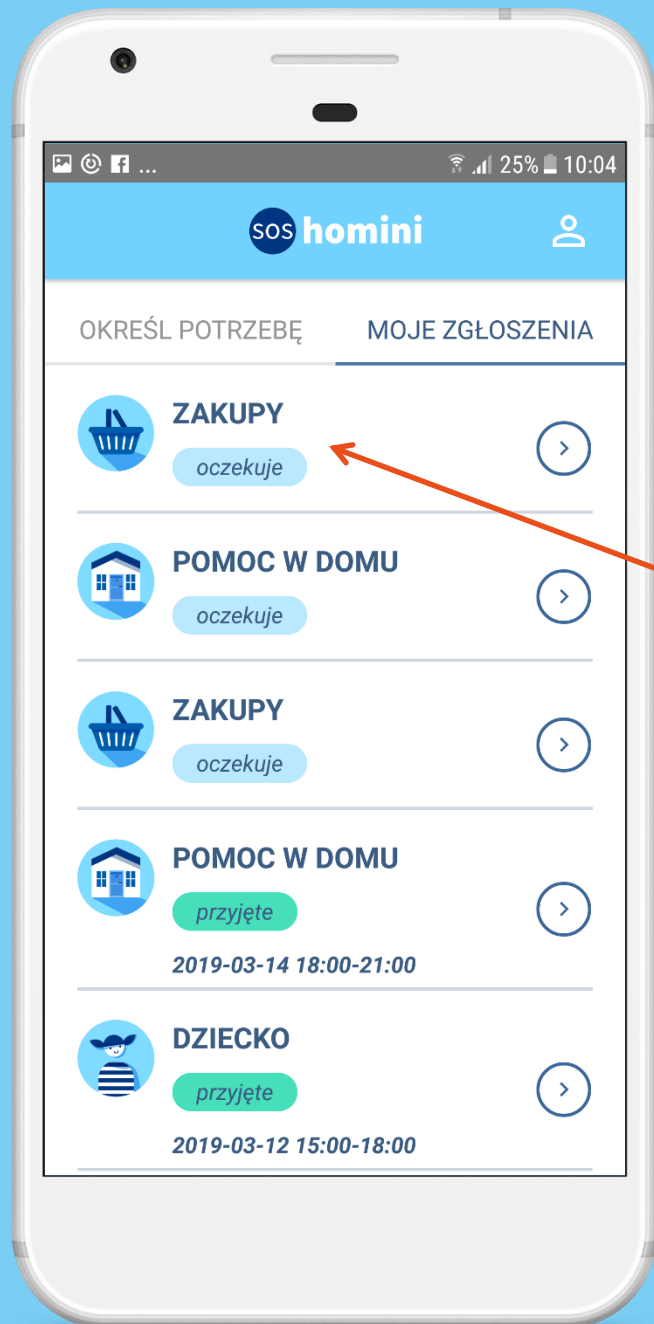 ... 25% 10:04
sos homini
OKREŚL POTRZEBĘ MOJE ZGŁOSZENIA
ZAKUPY
oczekuje
POMOC W DOMU
oczekuje
ZAKUPY
oczekuje
POMOC W DOMU
przyjęte
2019-03-14 18:00-21:00
DZIECKO
przyjęte
2019-03-12 15:00-18:00